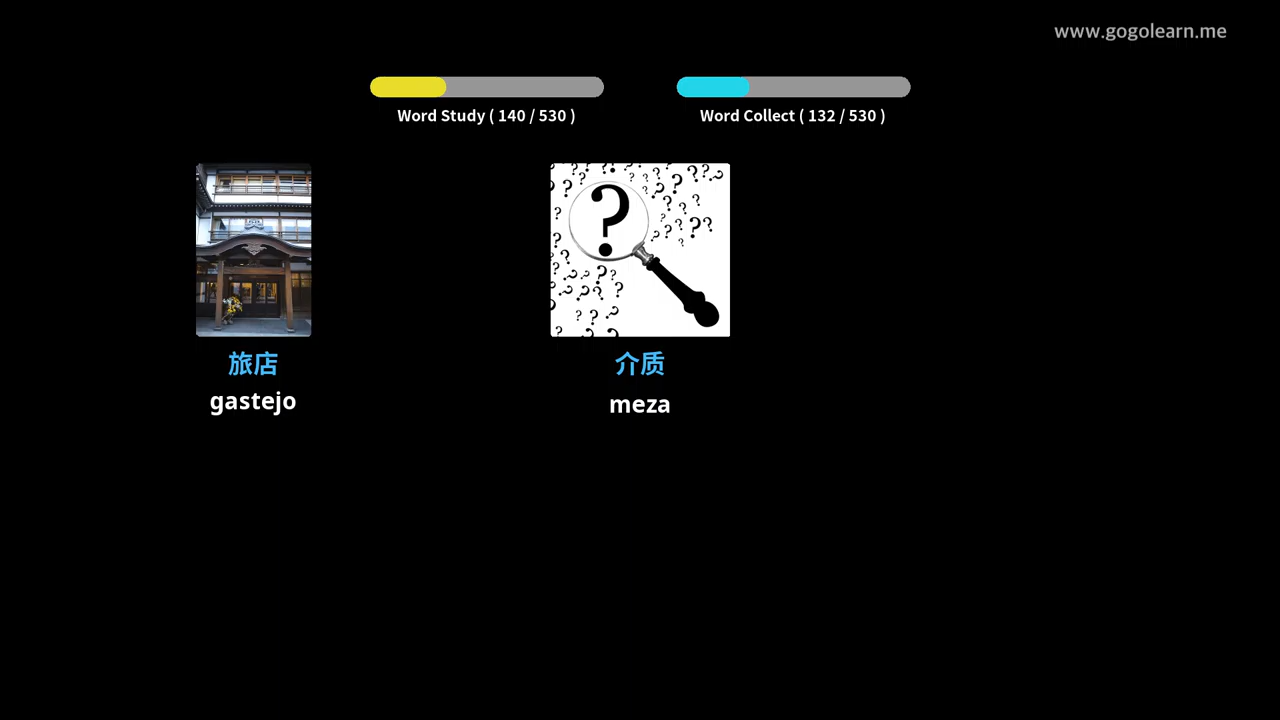 www.gogolearn.me
Word Study ( 140 / 530 )
Word Collect ( 132 / 530 )
旅店
gastejo
介质
meza